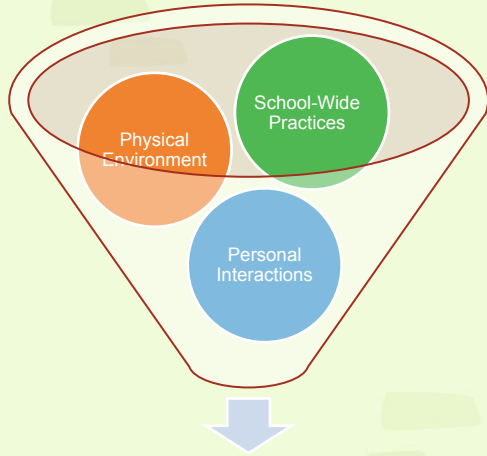 School-Wide
Practices
Physical
Environment
Personal
Interactions